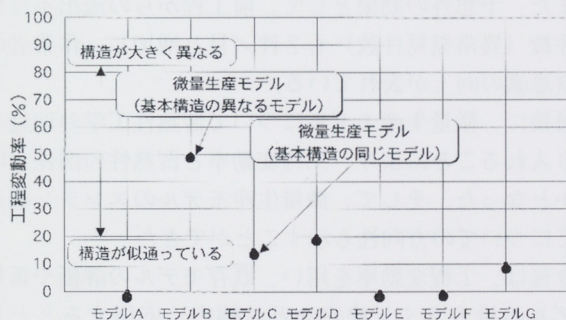 100
90
構造が大きく異なる
80
微量生産モデル
(基本構造の異なるモデル)
70
60
微量生産モデル
(基本構造の同じモデル)
50
40
30
20
構造が似通っている
10
0
工程変動率(%)
モデルA モデルB モデルC モデルD モデルE モデルF モデルG